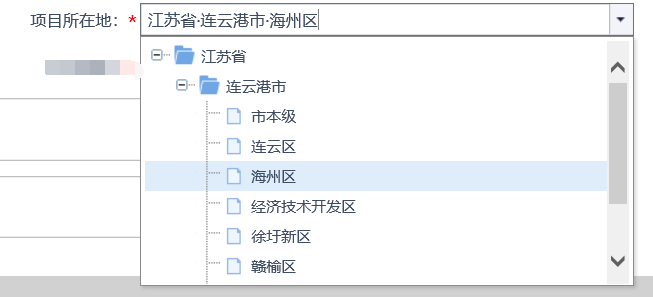 项目所在地：* 江苏省·连云港市·海州区
江苏省
连云港市
市本级
连云区
海州区
经济技术开发区
徐圩新区
赣榆区